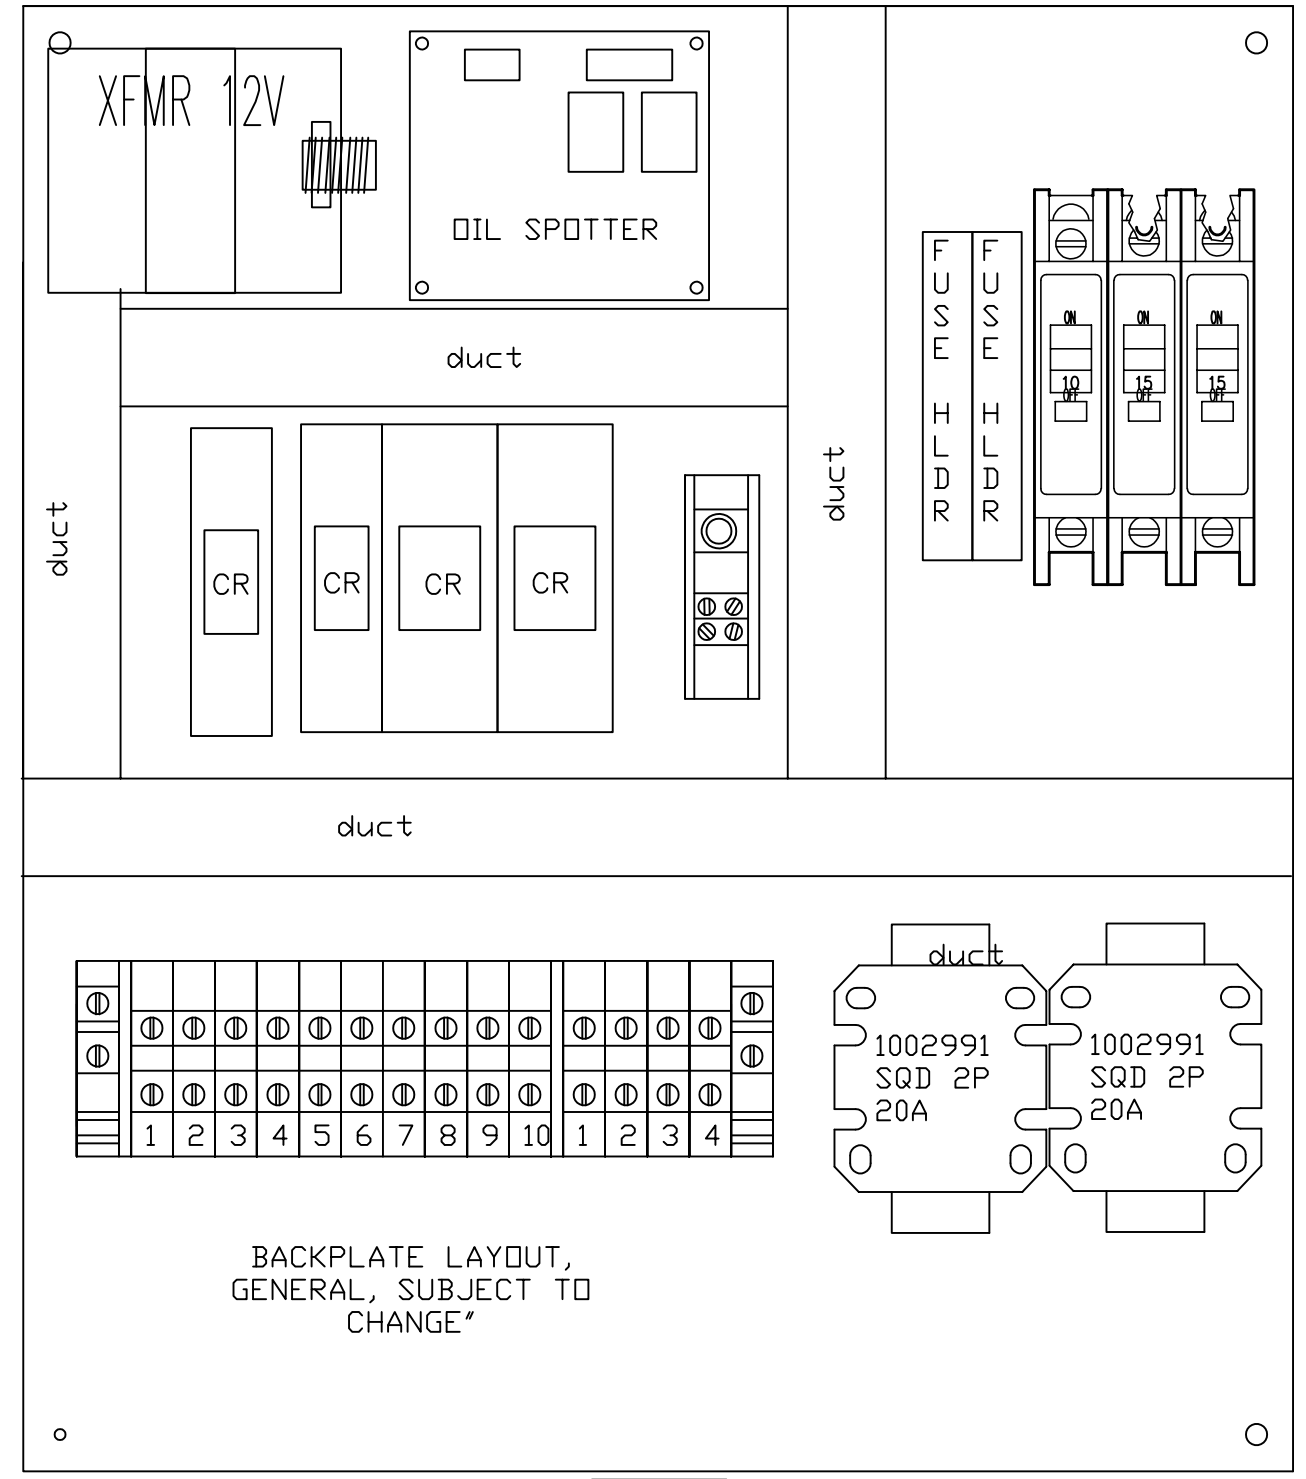 XFMR 12V
OIL SPOTTER
duct
FUSE HLDR
FUSE HLDR
ON
ON
ON
10
15
15
OFF
OFF
OFF
duct
duct
CR
CR
CR
CR
duct
duct
1002991
SQD 2P
20A
1002991
SQD 2P
20A
1 2 3 4 5 6 7 8 9 10 1 2 3 4
BACKPLATE LAYOUT,
GENERAL, SUBJECT TO
CHANGE"